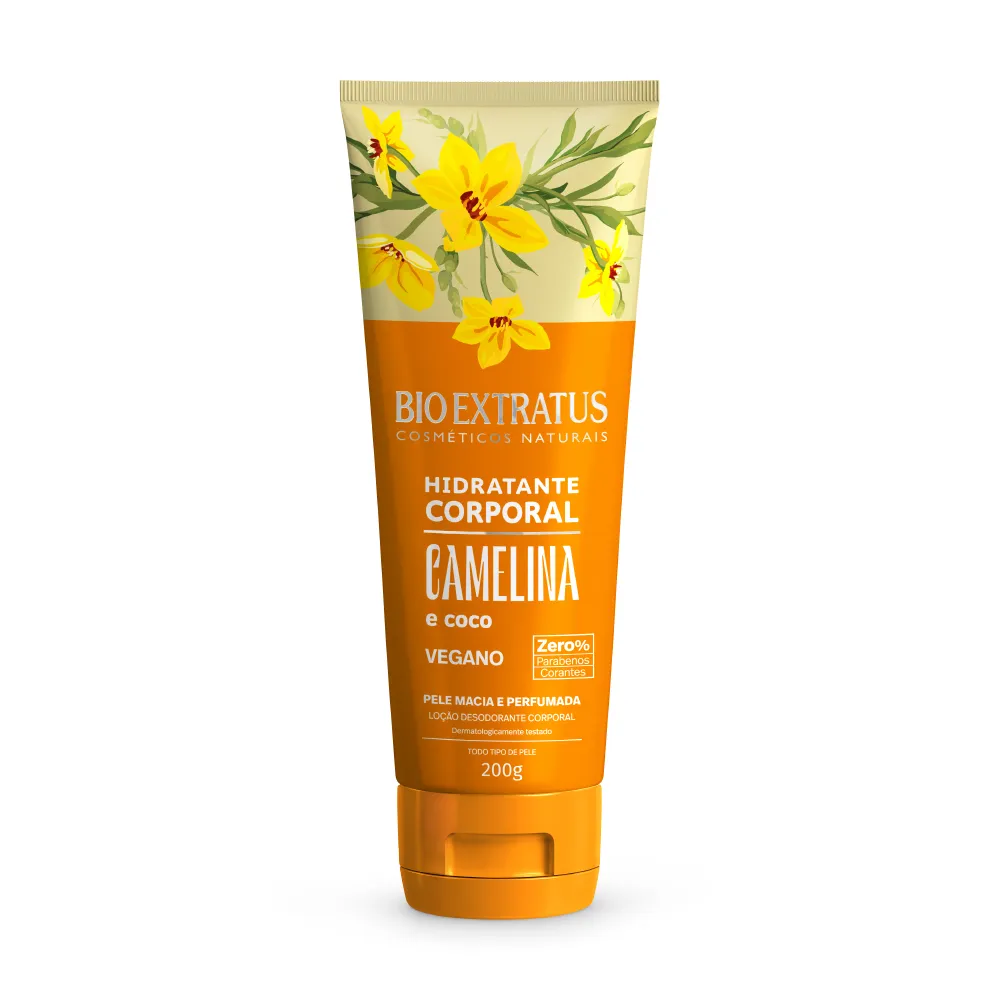 BIO EXTRATUS
COSMÉTICOS NATURAIS
HIDRATANTE
CORPORAL
CAMELINA
e coco
VEGANO
Zero%
Parabenos
Corantes
PELE MACIA E PERFUMADA
LOÇÃO DESODORANTE CORPORAL
Dermatologicamente testado
TODO TIPO DE PELE
200g